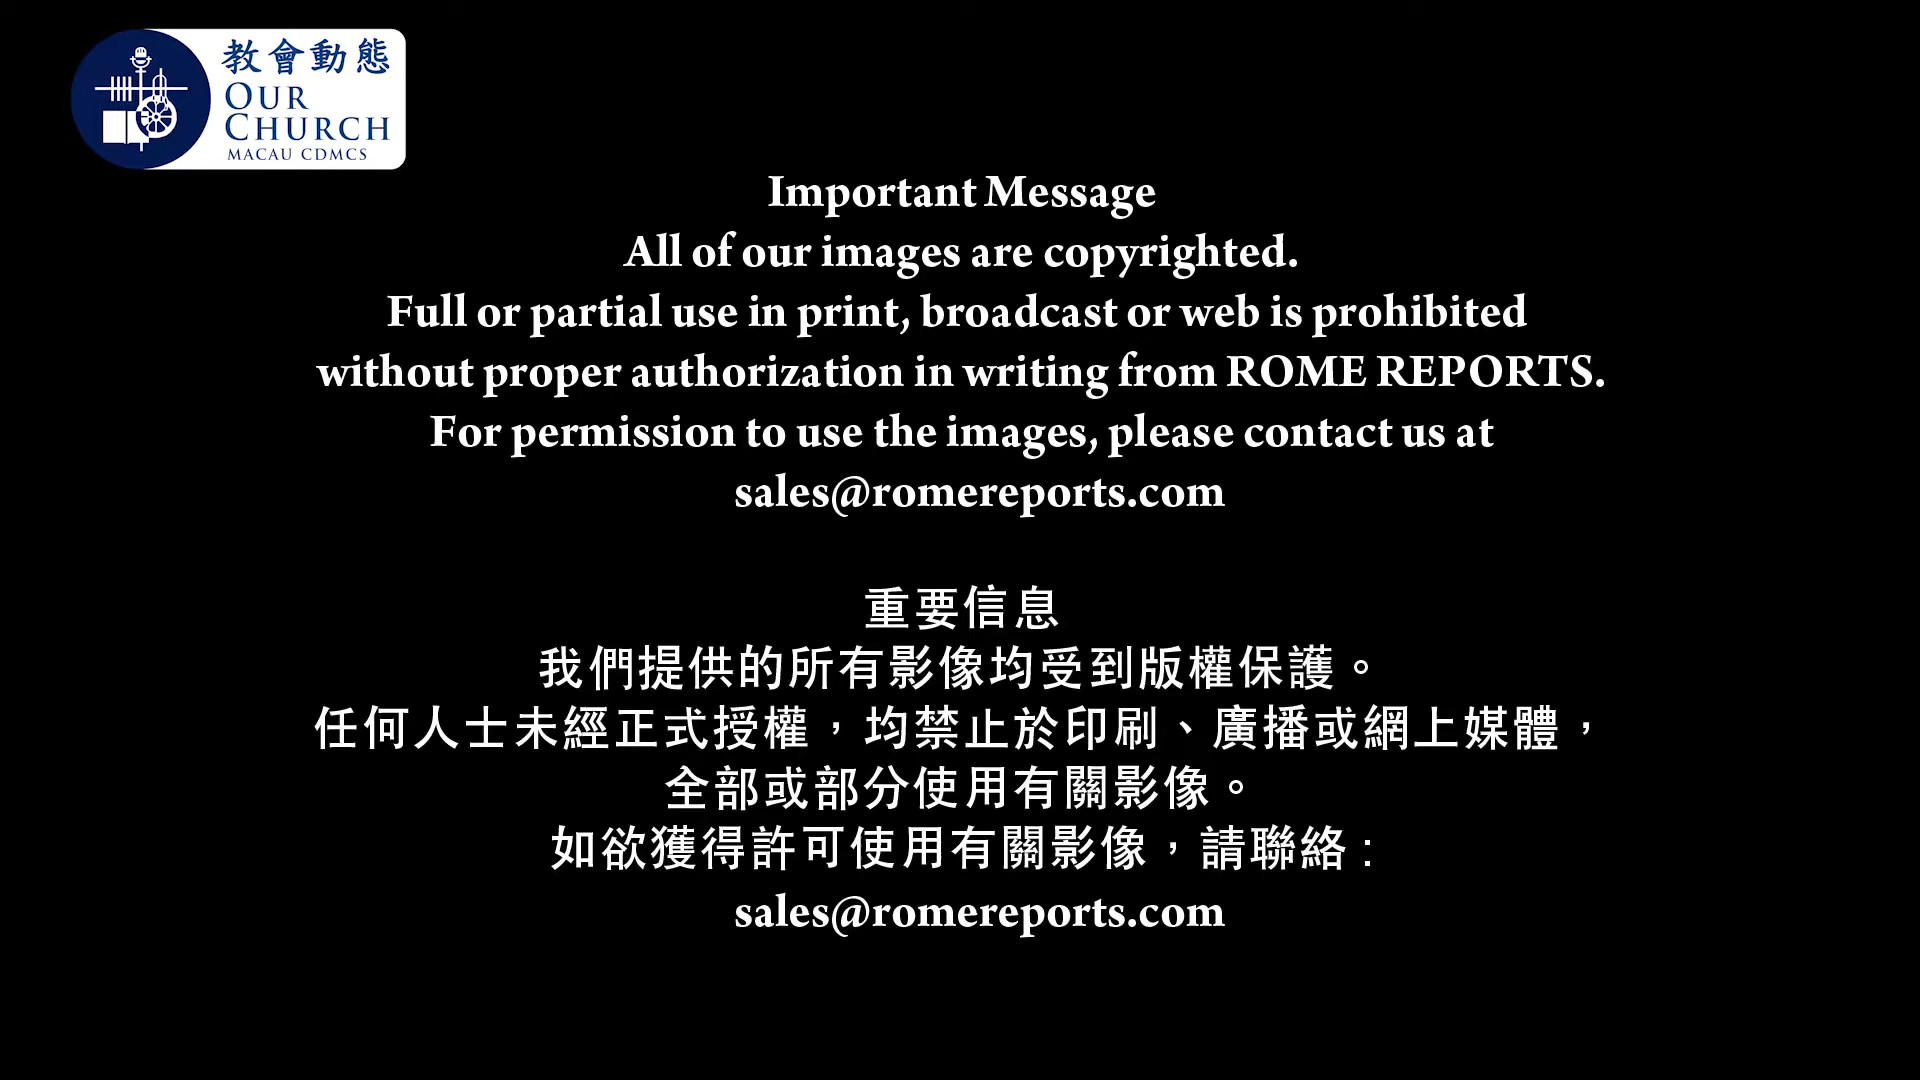 教會動態
OUR
CHURCH
MACAU CDMCS
Important Message
All of our images are copyrighted.
Full or partial use in print, broadcast or web is prohibited
without proper authorization in writing from ROME REPORTS.
For permission to use the images, please contact us at
sales@romereports.com
重要信息
我們提供的所有影像均受到版權保護。
任何人士未經正式授權，均禁止於印刷、廣播或網上媒體，
全部或部分使用有關影像。
如欲獲得許可使用有關影像，請聯絡：
sales@romereports.com